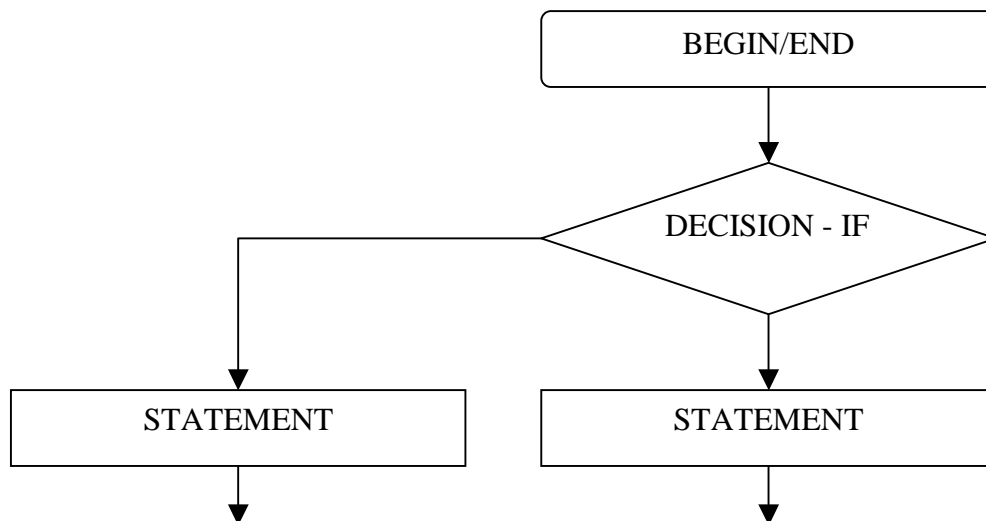 BEGIN/END
DECISION - IF
STATEMENT
STATEMENT